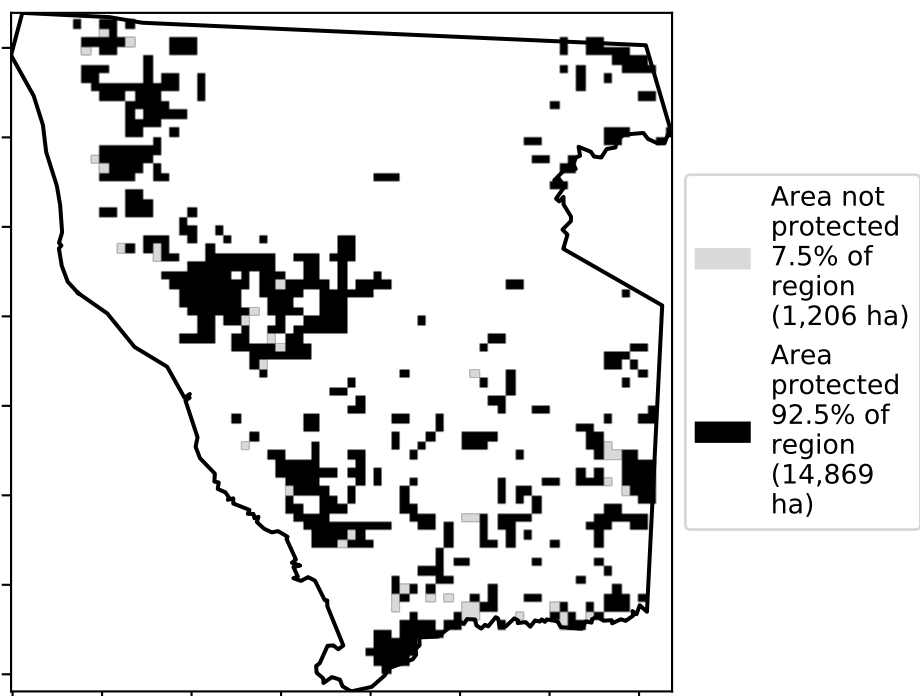 Area not
protected
7.5% of
region
(1,206 ha)
Area
protected
92.5% of
region
(14,869
ha)